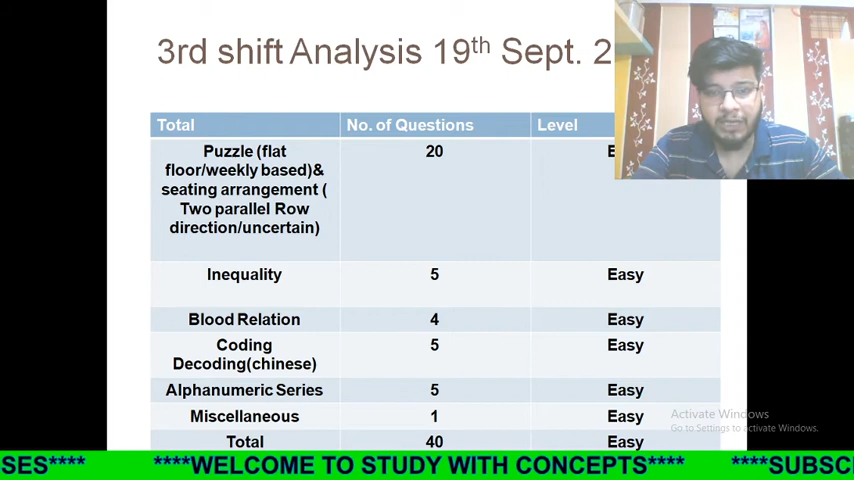 3rd shift Analysis 19th Sept. 2
Total No. of Questions Level
Puzzle (flat
floor/weekly based)&
seating arrangement (
Two parallel Row
direction/uncertain)
20
Inequality 5 Easy
Blood Relation 4 Easy
Coding
Decoding(chinese)
5 Easy
Alphanumeric Series 5 Easy
Miscellaneous 1 Easy
Total 40 Easy
Activate Windows
Go to Settings to activate Windows.
SES**** ****WELCOME TO STUDY WITH CONCEPTS**** ****SUBSC